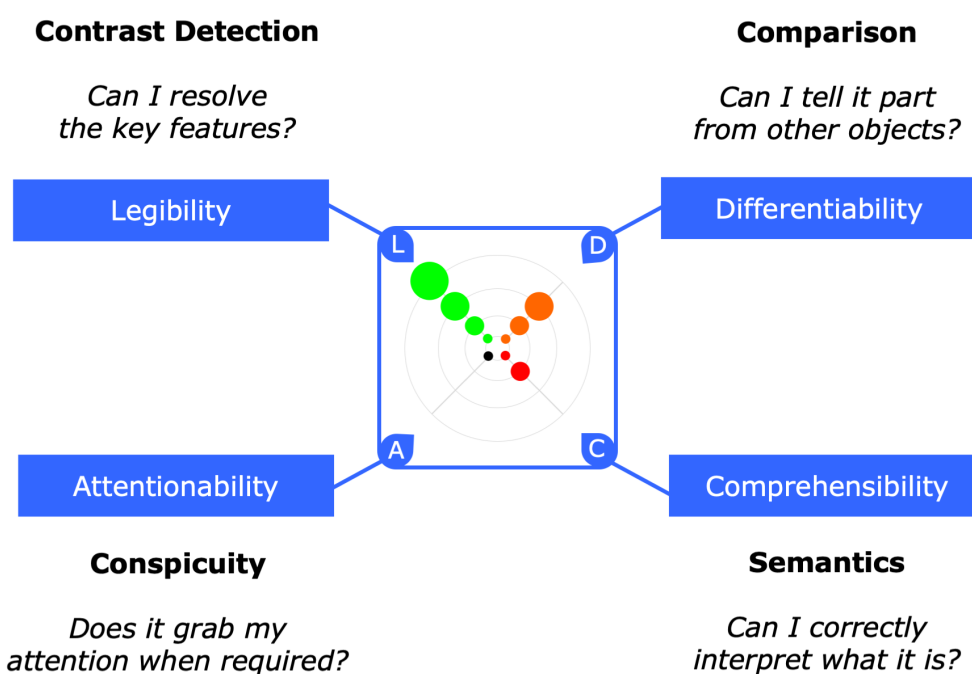 Contrast Detection
Can I resolve
the key features?
Legibility
Comparison
Can I tell it part
from other objects?
Differentiability
L
D
A
C
Attentionability
Conspicuity
Does it grab my
attention when required?
Comprehensibility
Semantics
Can I correctly
interpret what it is?